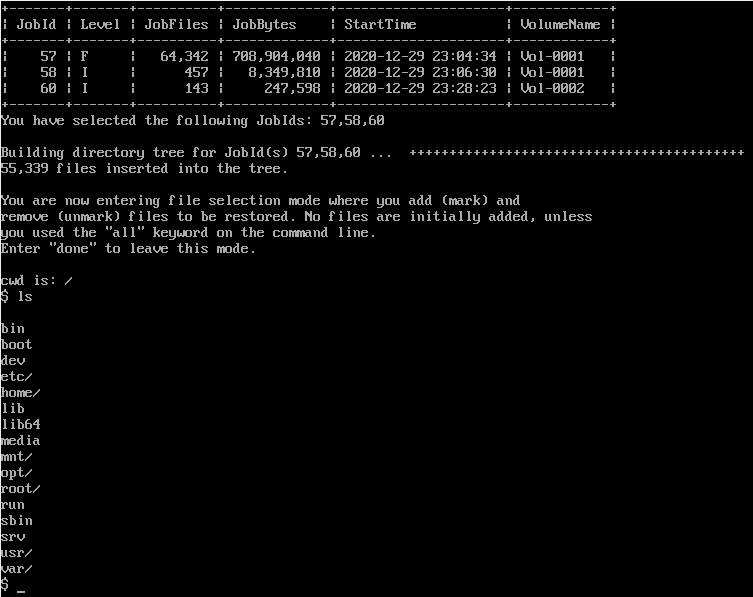 +-------+-------+----------+-------------+---------------------+------------+
| JobId | Level | JobFiles | JobBytes    | StartTime           | VolumeName |
+-------+-------+----------+-------------+---------------------+------------+
|    57 | F     |   64,342 | 708,904,040 | 2020-12-29 23:04:34 | Vol-0001   |
|    58 | I     |      457 |   8,349,810 | 2020-12-29 23:06:30 | Vol-0001   |
|    60 | I     |      143 |     247,598 | 2020-12-29 23:28:23 | Vol-0002   |
+-------+-------+----------+-------------+---------------------+------------+
You have selected the following JobIds: 57,58,60
Building directory tree for JobId(s) 57,58,60 ...  ++++++++++++++++++++++++++++++++++++++++++
55,339 files inserted into the tree.
You are now entering file selection mode where you add (mark) and
remove (unmark) files to be restored. No files are initially added, unless
you used the "all" keyword on the command line.
Enter "done" to leave this mode.
cwd is: /
$ ls
bin
boot
dev
etc/
home/
lib
lib64
media
mnt/
opt/
root/
run
sbin
srv
usr/
var/
$ _